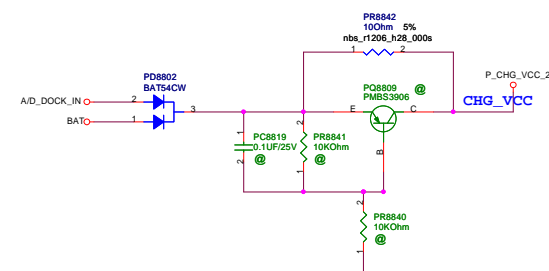 PR8842
10Ohm 5%
nbs_r1206_h28_000s
1 2
PD8802
BAT54CW
A/D_DOCK_IN 2
3
BAT 1
PQ8809 @
PMBS3906
E C
B
P_CHG_VCC_2
CHG_VCC
1
PC8819
0.1UF/25V
@
2
2
PR8841
10KOhm
@
1
2
PR8840
10KOhm
@
1